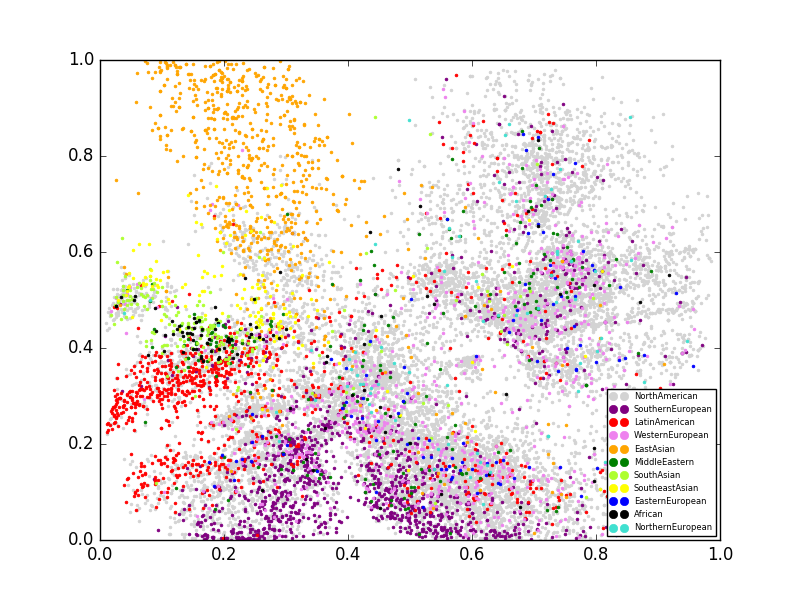 1.0
0.8
0.6
0.4
0.2
0.0
0.0 0.2 0.4 0.6 0.8 1.0
NorthAmerican
SouthernEuropean
LatinAmerican
WesternEuropean
EastAsian
MiddleEastern
SouthAsian
SoutheastAsian
EasternEuropean
African
NorthernEuropean